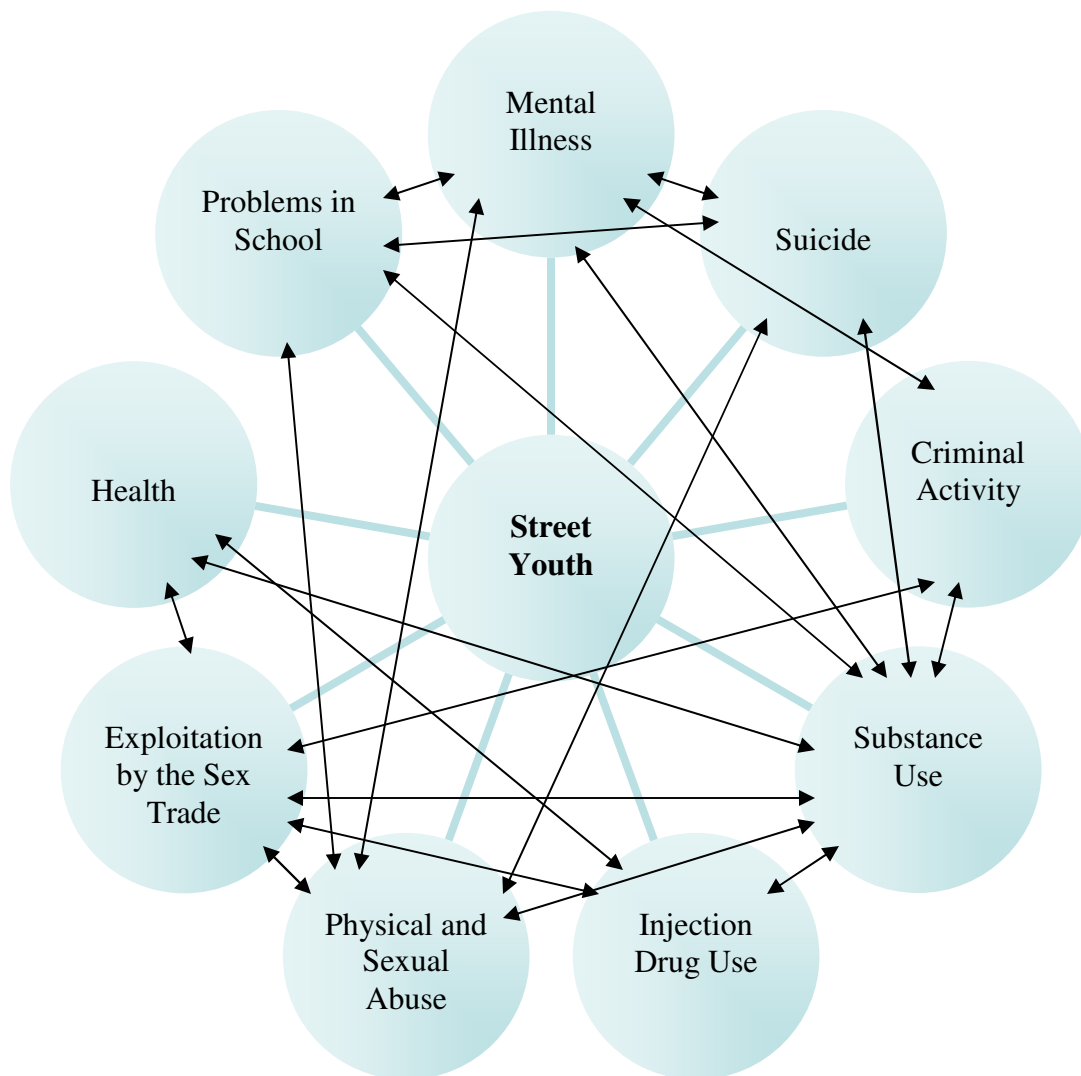 Mental
Illness
Problems in
School
Suicide
Criminal
Activity
Health
Street
Youth
Exploitation
by the Sex
Trade
Substance
Use
Physical and
Sexual
Abuse
Injection
Drug Use